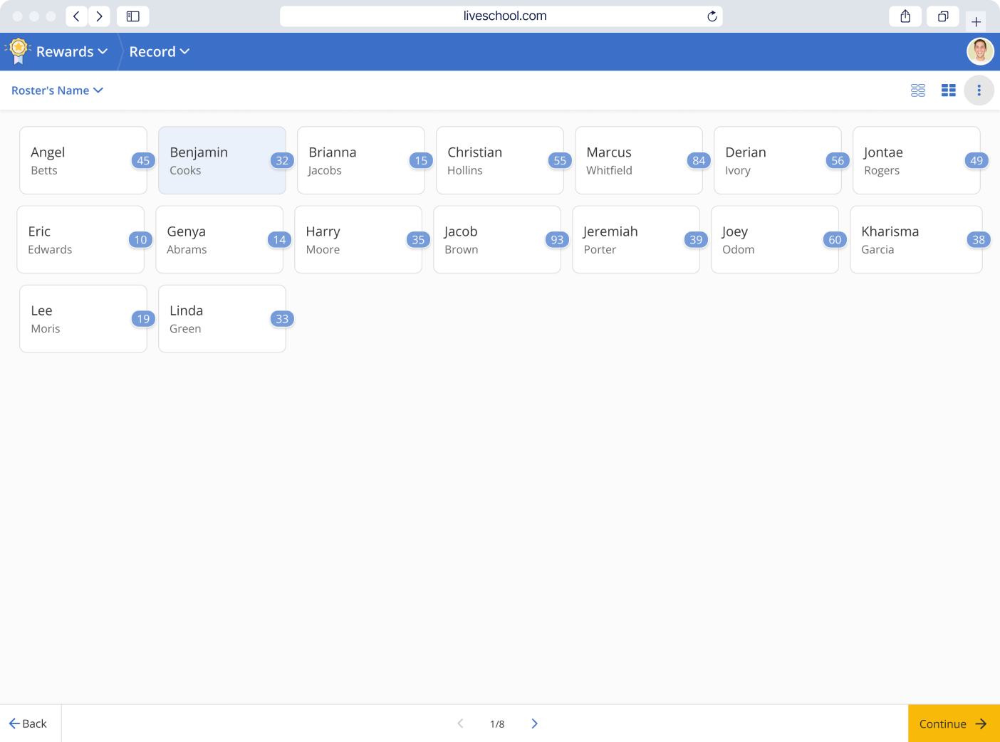 liveschool.com
Rewards
Record
Roster's Name
Angel
Betts
45
Benjamin
Cooks
32
Brianna
Jacobs
15
Christian
Hollins
55
Marcus
Whitfield
84
Derian
Ivory
56
Jontae
Rogers
49
Eric
Edwards
10
Genya
Abrams
14
Harry
Moore
35
Jacob
Brown
93
Jeremiah
Porter
39
Joey
Odom
60
Kharisma
Garcia
38
Lee
Moris
19
Linda
Green
33
Back
1/8
Continue